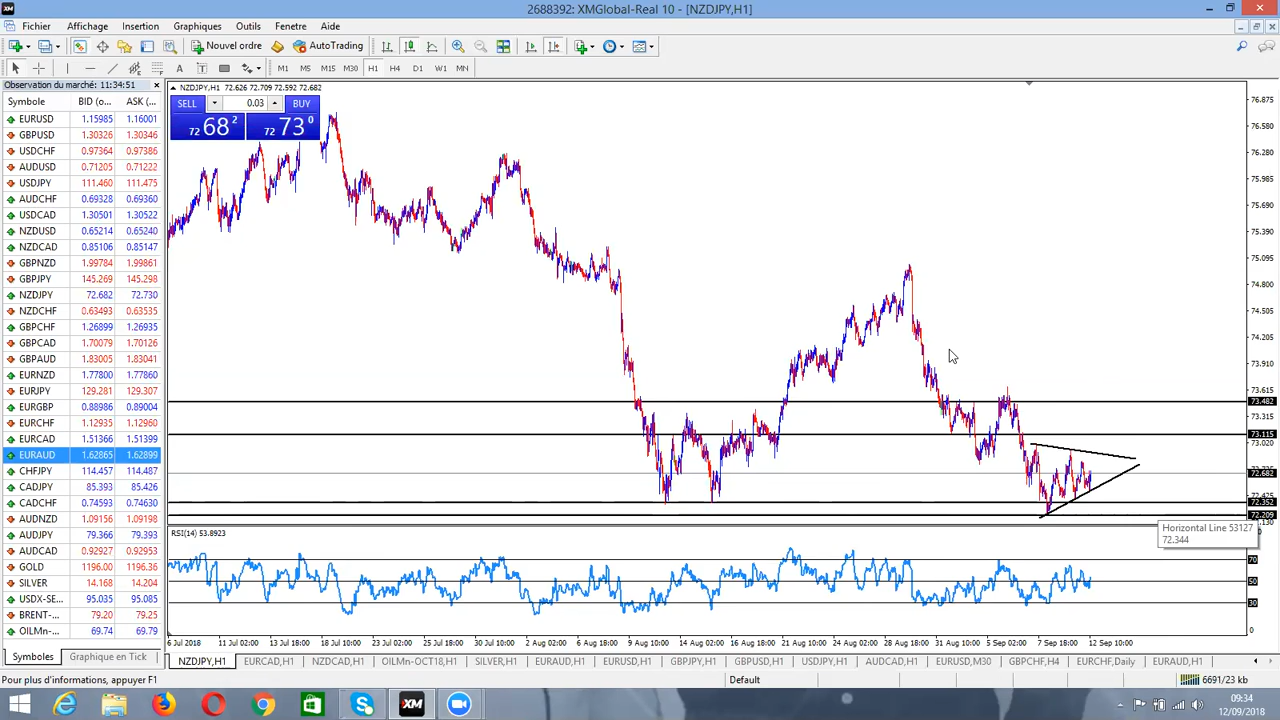 2688392: XMGlobal-Real 10 - [NZDJPY,H1]
Fichier Affichage Insertion Graphiques Outils Fenetre Aide
Nouvel ordre AutoTrading
A T M1 M5 M15 M30 H1 H4 D1 W1 MN
Observation du marché: 11:34:51
Symbole BID (o... ASK (...
EURUSD 1.15985 1.16001
GBPUSD 1.30326 1.30346
USDCHF 0.97364 0.97386
AUDUSD 0.71205 0.71222
USDJPY 111.460 111.475
AUDCHF 0.69328 0.69360
USDCAD 1.30501 1.30522
NZDUSD 0.65214 0.65240
NZDCAD 0.85106 0.85147
GBPNZD 1.99784 1.99861
GBPJPY 145.269 145.298
NZDJPY 72.682 72.730
NZDCHF 0.63493 0.63535
GBPCHF 1.26899 1.26935
GBPCAD 1.70079 1.70126
GBPAUD 1.83005 1.83041
EURNZD 1.77800 1.77860
EURJPY 129.281 129.307
EURGBP 0.88986 0.89004
EURCHF 1.12935 1.12960
EURCAD 1.51366 1.51399
EURAUD 1.62865 1.62899
CHFJPY 114.457 114.487
CADJPY 85.393 85.426
CADCHF 0.74593 0.74630
AUDNZD 1.09156 1.09198
AUDJPY 79.366 79.393
AUDCAD 0.92927 0.92953
GOLD 1196.00 1196.36
SILVER 14.168 14.204
USDX-SE... 95.035 95.085
BRENT-... 79.20 79.25
OILMn-... 69.74 69.79
Symboles Graphique en Tick
NZDJPY,H1 72.626 72.709 72.592 72.682
SELL 0.03 BUY
72 68 2 72 73 0
76.875
76.575
76.280
75.985
75.690
75.390
75.095
74.800
74.505
74.205
73.910
73.615
73.482
73.315
73.115
72.682
72.475
72.352
72.209
72.130
Horizontal Line 53127
72.344
RSI(14) 53.8923
70
50
30
0
6 Jul 2018 11 Jul 02:00 13 Jul 18:00 18 Jul 10:00 23 Jul 02:00 25 Jul 18:00 30 Jul 10:00 2 Aug 02:00 6 Aug 18:00 9 Aug 10:00 14 Aug 02:00 16 Aug 18:00 21 Aug 10:00 24 Aug 02:00 28 Aug 18:00 31 Aug 10:00 5 Sep 02:00 7 Sep 18:00 12 Sep 10:00
NZDJPY,H1 EURCAD,H1 NZDCAD,H1 OILMn-OCT18,H1 SILVER,H1 EURAUD,H1 EURUSD,H1 GBPJPY,H1 GBPUSD,H1 USDJPY,H1 AUDCAD,H1 EURUSD,M30 GBPCHF,H4 EURCHF,Daily EURAUD,H1
Pour plus d'informations, appuyer F1 Default 6691/23 kb
XM 09:34
12/09/2018